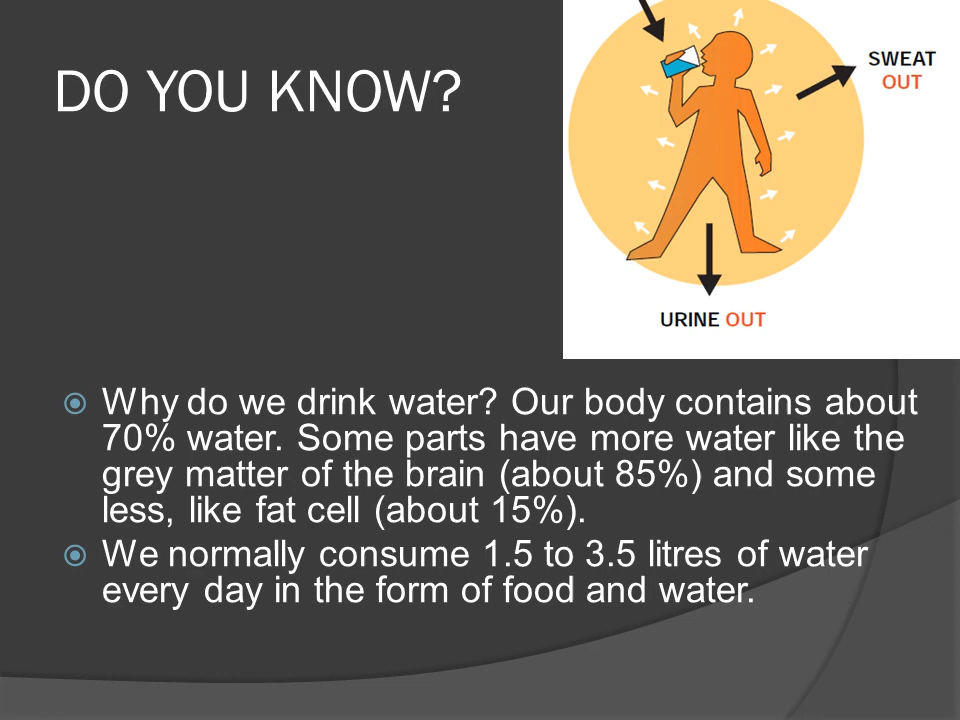 DO YOU KNOW?
SWEAT
OUT
URINE OUT
Why do we drink water? Our body contains about
70% water. Some parts have more water like the
grey matter of the brain (about 85%) and some
less, like fat cell (about 15%).
We normally consume 1.5 to 3.5 litres of water
every day in the form of food and water.